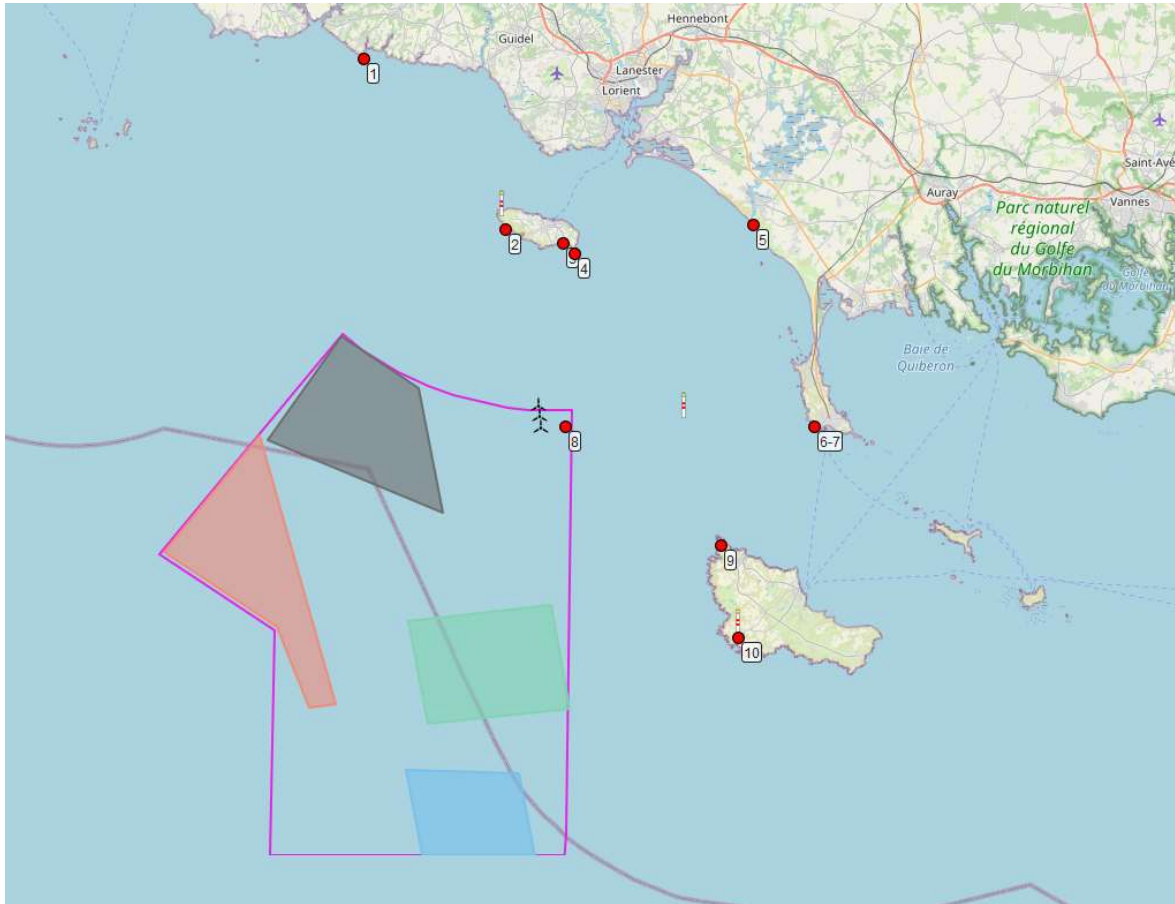 Hennebont
Guidel
Lanester
Lorient
1
Saint-Avé
Auray
Vannes
Parc naturel
régional
du Golfe
du Morbihan
2
3
4
5
Golfe
du Morbihan
Baie de
Quiberon
8
6-7
9
10